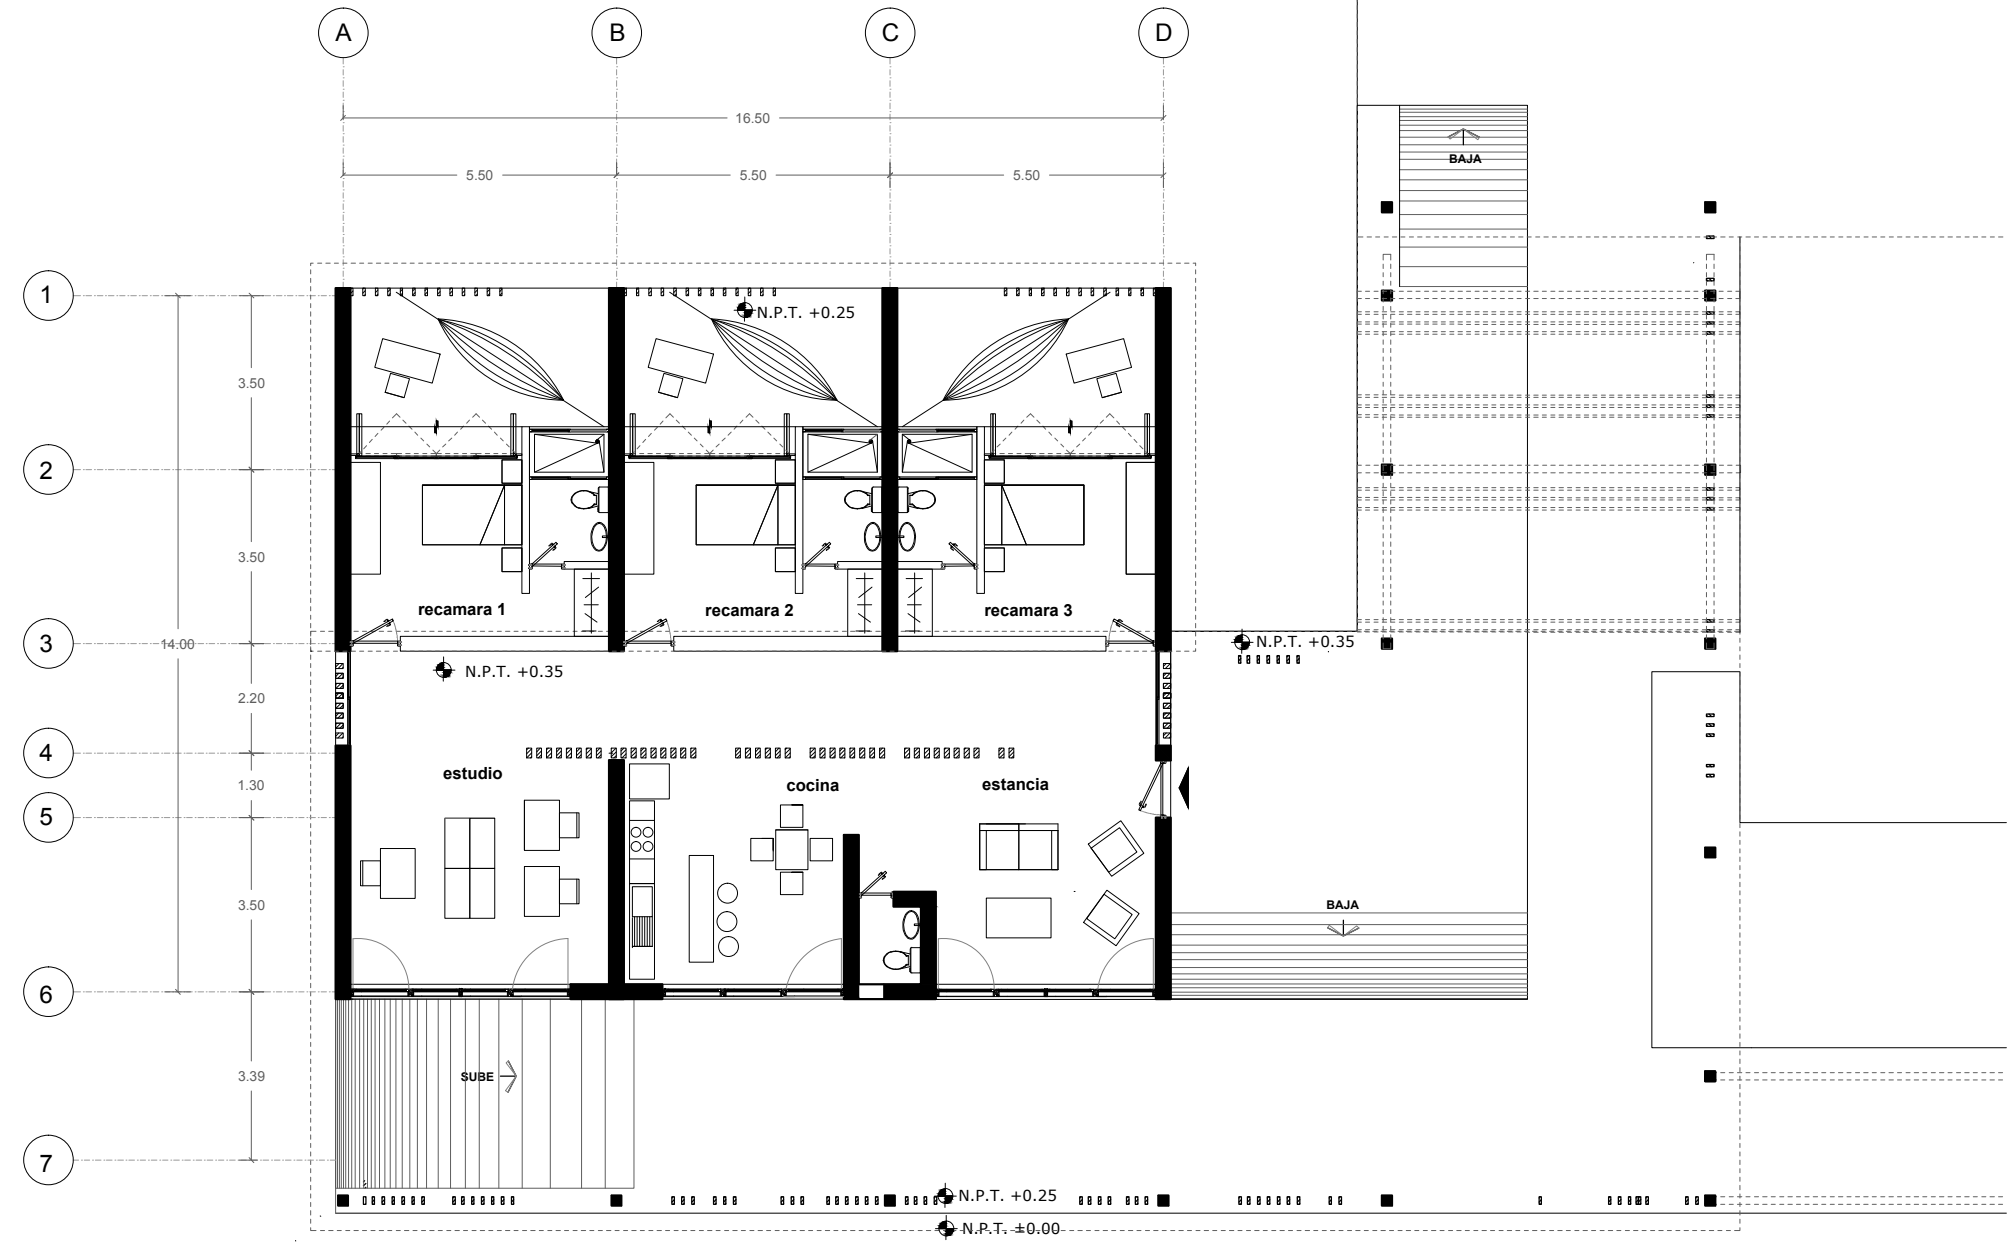 A B C D
16.50
5.50 5.50 5.50
BAJA
1
N.P.T. +0.25
3.50
2
3.50
recamara 1 recamara 2 recamara 3
3
14.00
N.P.T. +0.35
N.P.T. +0.35
2.20
4
estudio cocina estancia
1.30
5
3.50
BAJA
6
SUBE
3.39
7
N.P.T. +0.25
N.P.T. ±0.00